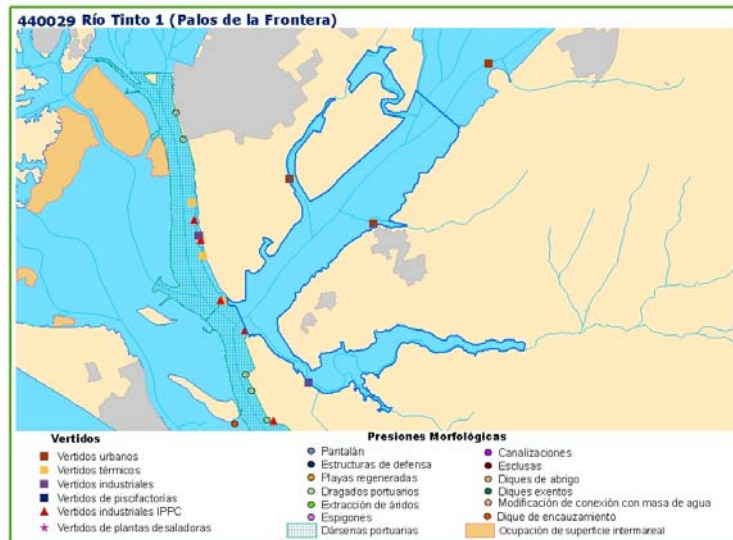 440029 Río Tinto 1 (Palos de la Frontera)
Vertidos
Vertidos urbanos
Vertidos térmicos
Vertidos industriales
Vertidos de piscifactorías
Vertidos industriales IPPC
Vertidos de plantas desaladoras
Presiones Morfológicas
Pantalán
Estructuras de defensa
Playas regeneradas
Dragados portuarios
Extracción de áridos
Espigones
Dársenas portuarias
Canalizaciones
Esclusas
Diques de abrigo
Diques exentos
Modificación de conexión con masa de agua
Dique de encauzamiento
Ocupación de superficie intermareal